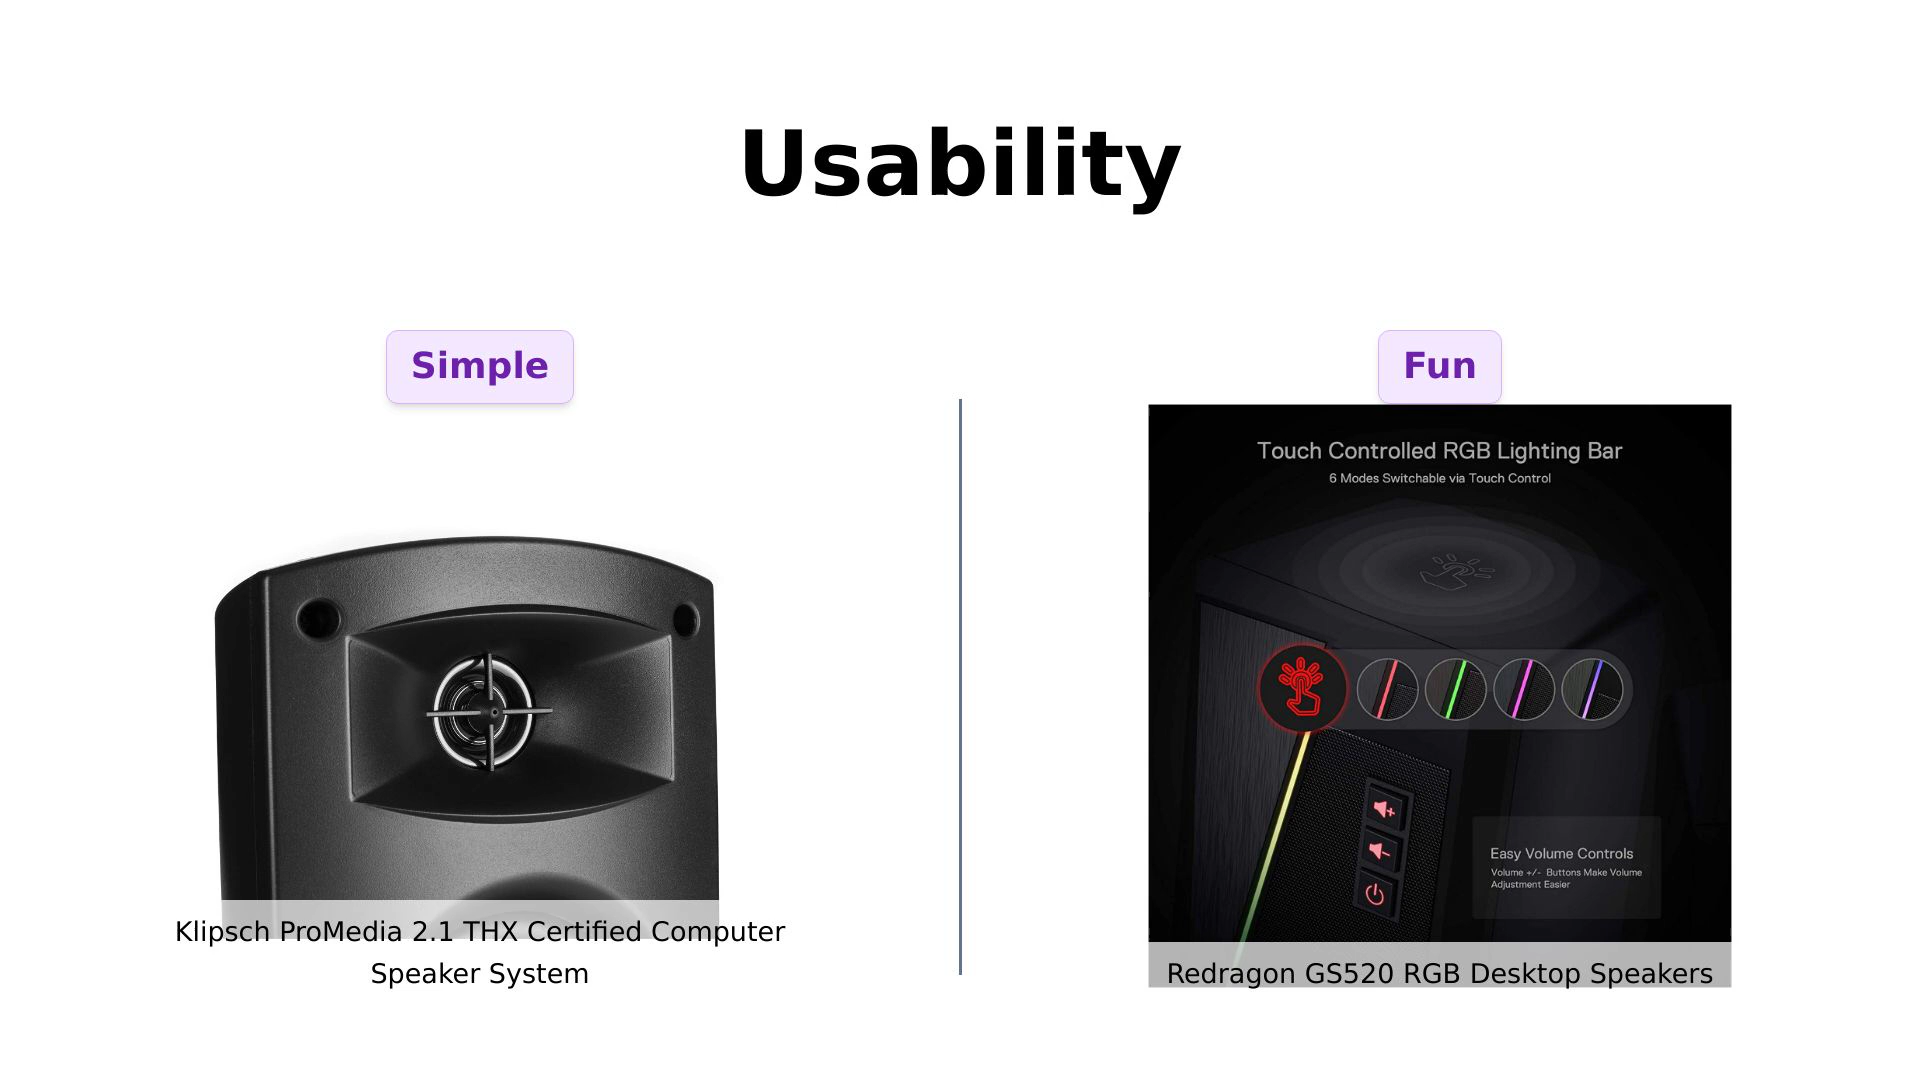 Usability
Simple
Fun
Touch Controlled RGB Lighting Bar
6 Modes Switchable via Touch Control
Easy Volume Controls
Volume +/-  Buttons Make Volume
Adjustment Easier
Klipsch ProMedia 2.1 THX Certified Computer
Speaker System
Redragon GS520 RGB Desktop Speakers